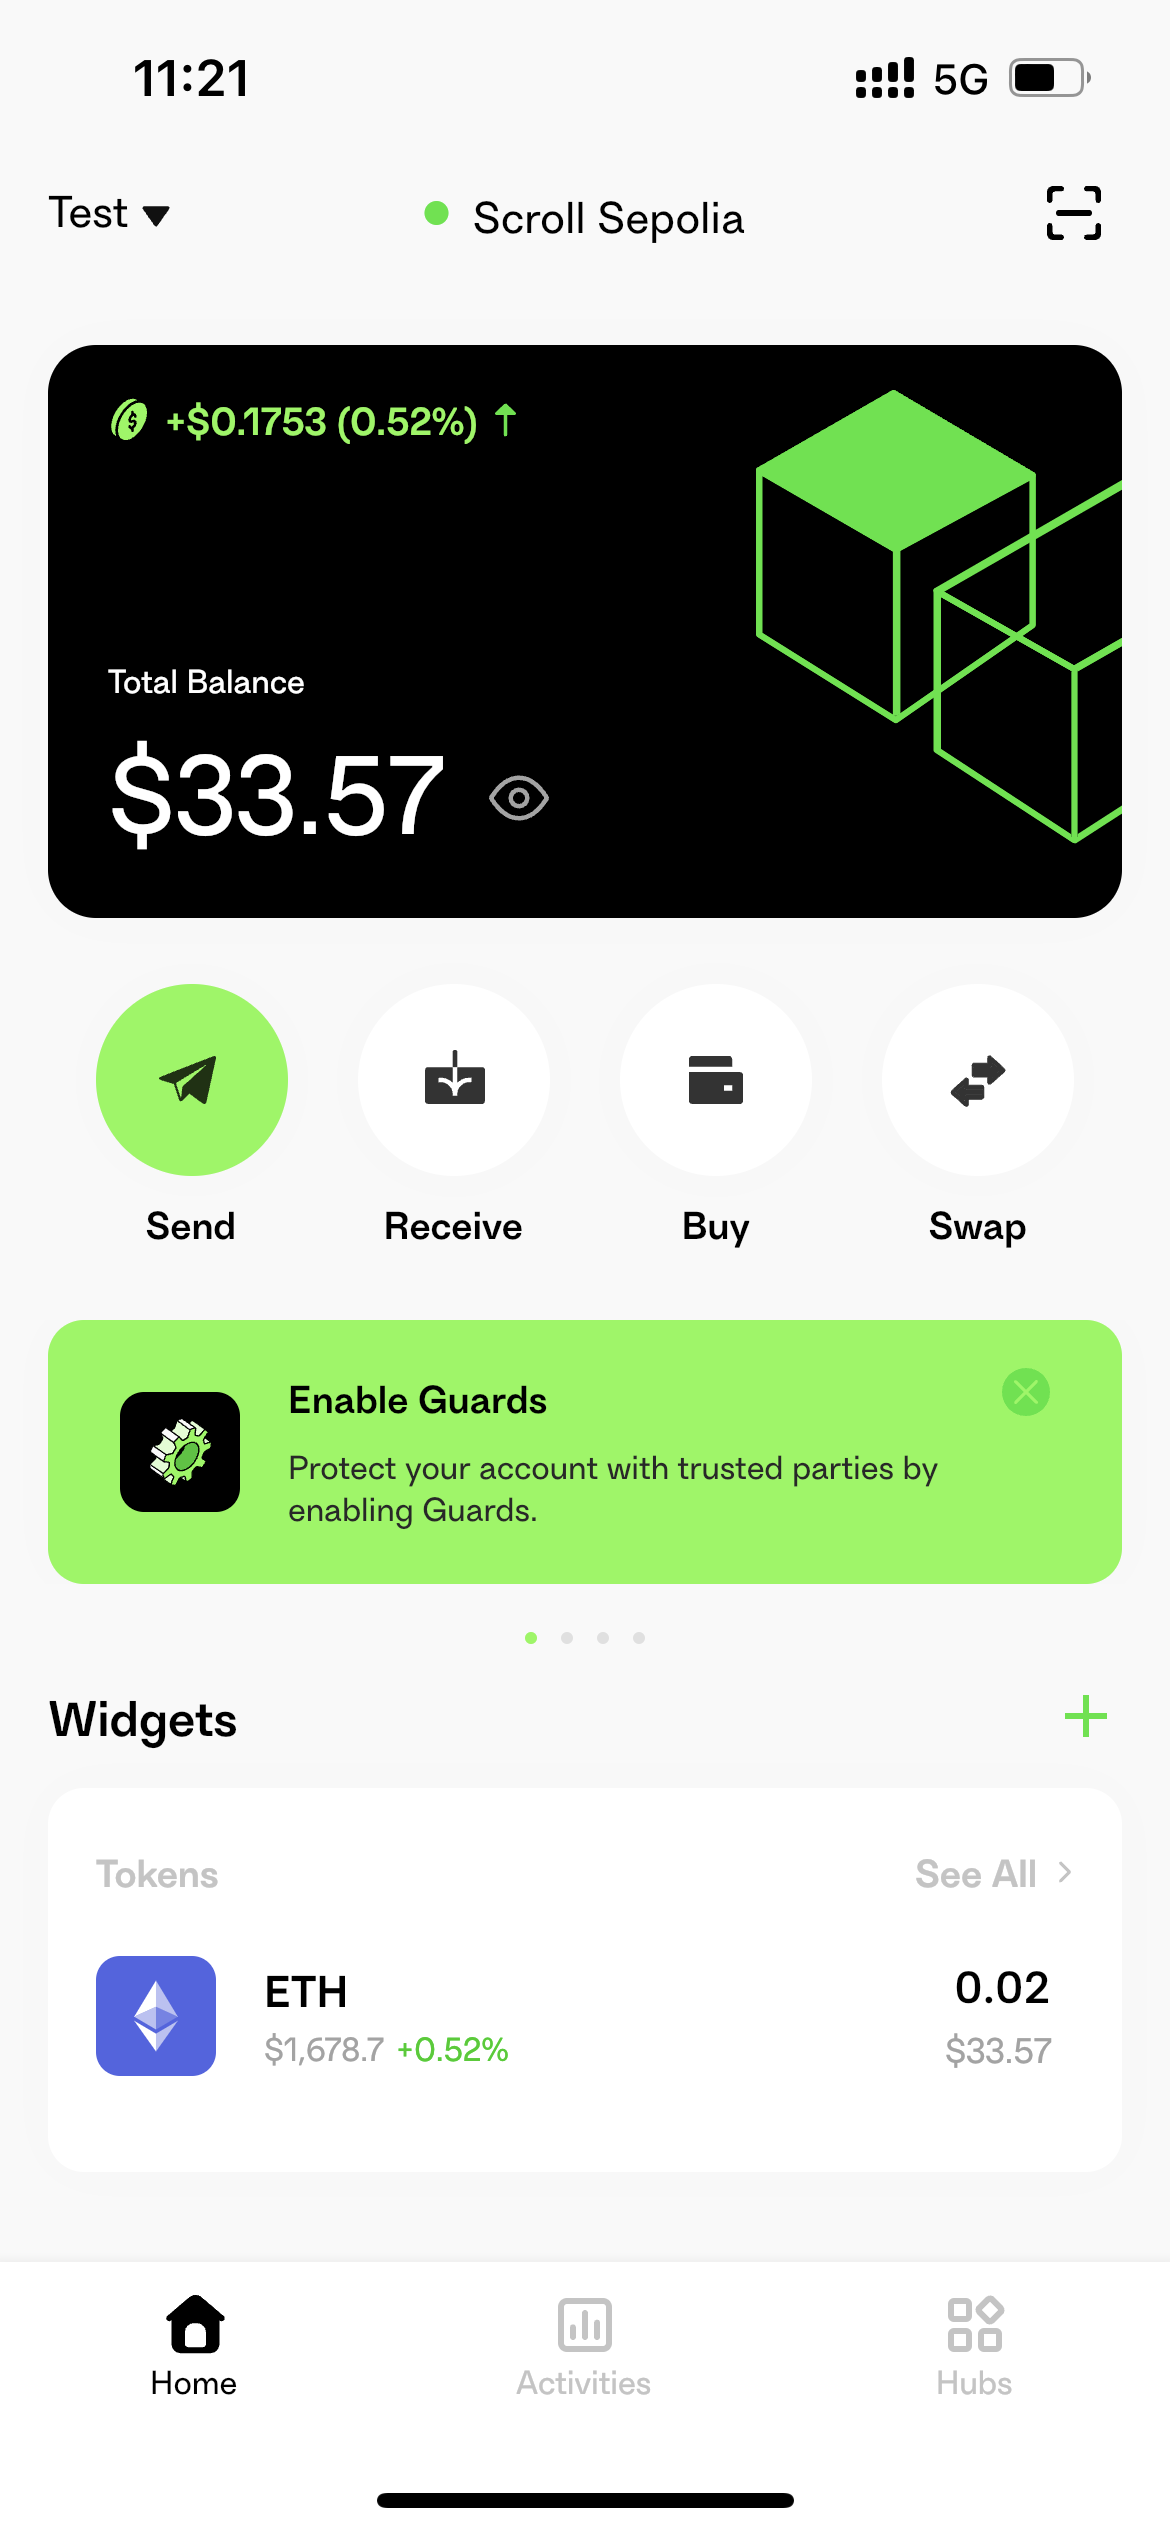 11:21
5G
Test
Scroll Sepolia
+$0.1753 (0.52%) ↑
Total Balance
$33.57
Send
Receive
Buy
Swap
Enable Guards
Protect your account with trusted parties by
enabling Guards.
Widgets
Tokens
See All
ETH
0.02
$1,678.7 +0.52%
$33.57
Home
Activities
Hubs